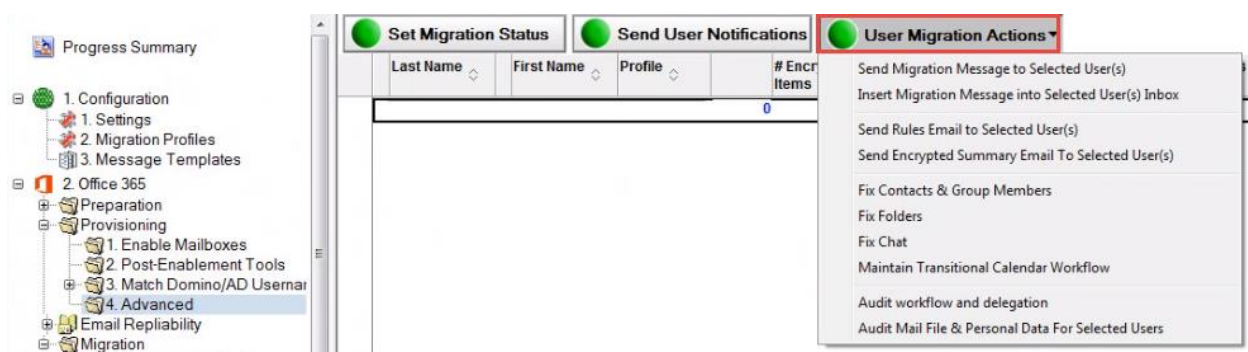 Progress Summary
1. Configuration
1. Settings
2. Migration Profiles
3. Message Templates
2. Office 365
Preparation
Provisioning
1. Enable Mailboxes
2. Post-Enablement Tools
3. Match Domino/AD Usernar
4. Advanced
Email Repliability
Migration
Set Migration Status Send User Notifications User Migration Actions
Last Name First Name Profile # Encr
Items
0
Send Migration Message to Selected User(s)
Insert Migration Message into Selected User(s) Inbox
Send Rules Email to Selected User(s)
Send Encrypted Summary Email To Selected User(s)
Fix Contacts & Group Members
Fix Folders
Fix Chat
Maintain Transitional Calendar Workflow
Audit workflow and delegation
Audit Mail File & Personal Data For Selected Users